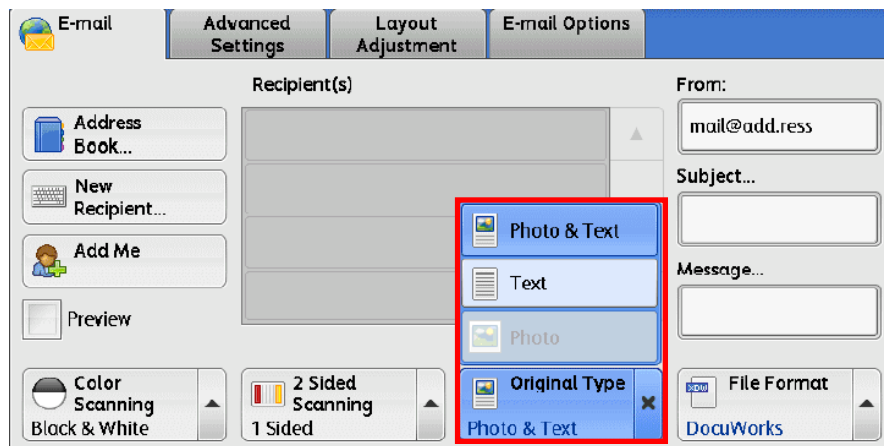 E-mail
Advanced
Settings
Layout
Adjustment
E-mail Options
Recipient(s)
From:
Address
Book...
mail@add.ress
New
Recipient...
Subject...
Photo & Text
Add Me
Message...
Text
Preview
Photo
Color
Scanning
Black & White
2 Sided
Scanning
1 Sided
Original Type
Photo & Text
XDW
File Format
DocuWorks